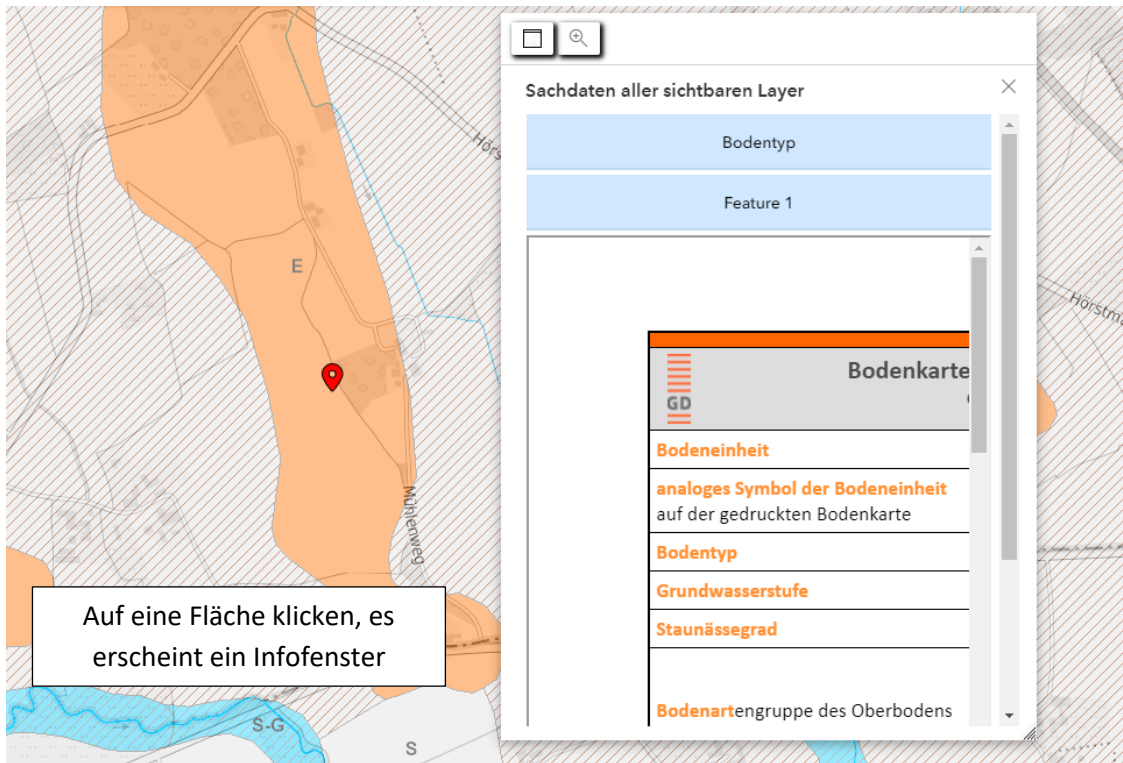 Sachdaten aller sichtbaren Layer
Bodentyp
Feature 1
Bodenkarte
GD
Bodeneinheit
analoges Symbol der Bodeneinheit
auf der gedruckten Bodenkarte
Bodentyp
Grundwasserstufe
Staunässegrad
Bodenartengruppe des Oberbodens
E
Mühlenweg
Auf eine Fläche klicken, es
erscheint ein Infofenster
S-G
S